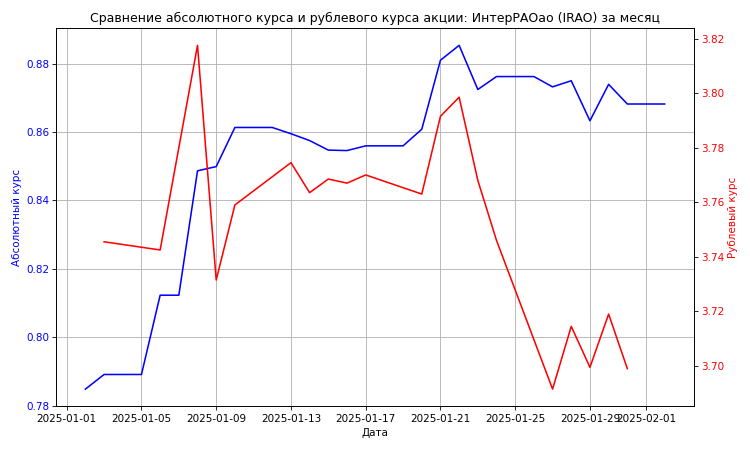 Сравнение абсолютного курса и рублевого курса акции: ИнтерРАОао (IRAO) за месяц
Абсолютный курс
0.88
0.86
0.84
0.82
0.80
0.78
3.82
3.80
3.78
3.76
3.74
3.72
3.70
Рублевый курс
2025-01-01 2025-01-05 2025-01-09 2025-01-13 2025-01-17 2025-01-21 2025-01-25 2025-01-29 2025-02-01
Дата